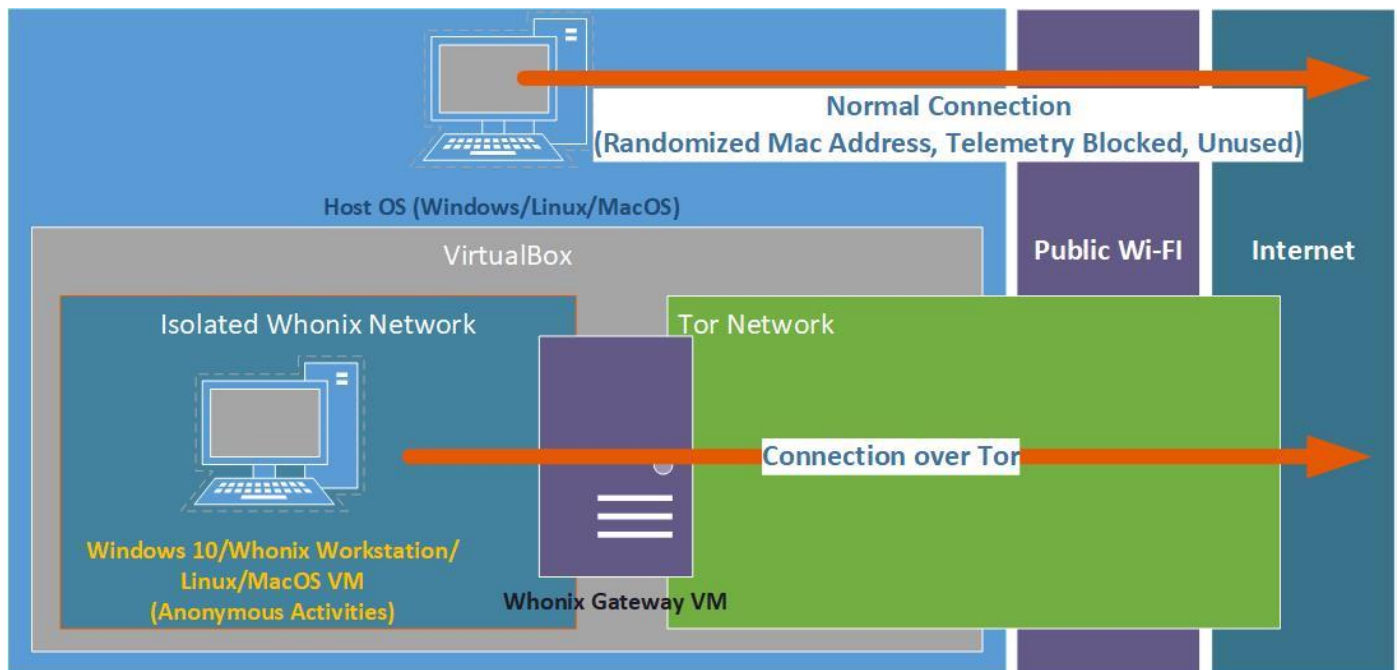 Normal Connection
(Randomized Mac Address, Telemetry Blocked, Unused)
Host OS (Windows/Linux/MacOS)
VirtualBox
Public Wi-FI
Internet
Isolated Whonix Network
Tor Network
Connection over Tor
Windows 10/Whonix Workstation/
Linux/MacOS VM
(Anonymous Activities)
Whonix Gateway VM